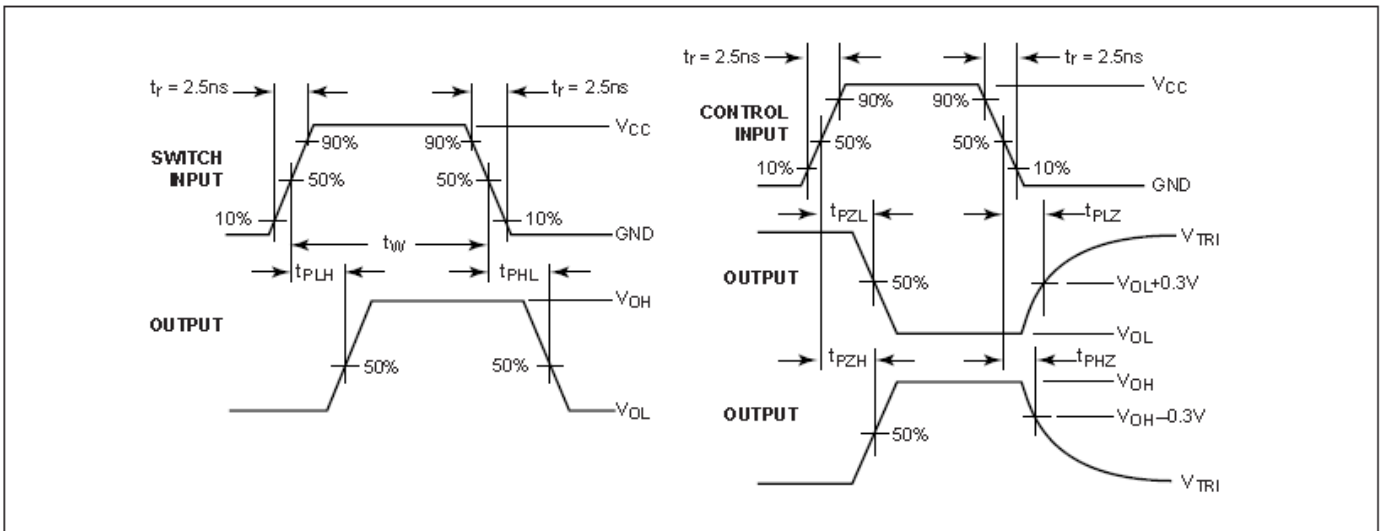 tr = 2.5ns
tr = 2.5ns
VCC
SWITCH
INPUT
90%
90%
50%
50%
10%
10%
GND
tW
tPLH
tPHL
VOH
OUTPUT
50%
50%
VOL
tr = 2.5ns
tr = 2.5ns
VCC
CONTROL
INPUT
90%
90%
50%
50%
10%
10%
GND
tPZL
tPLZ
VTRI
OUTPUT
50%
VOL+0.3V
VOL
tPZH
tPHZ
VOH
OUTPUT
VOH–0.3V
50%
VTRI